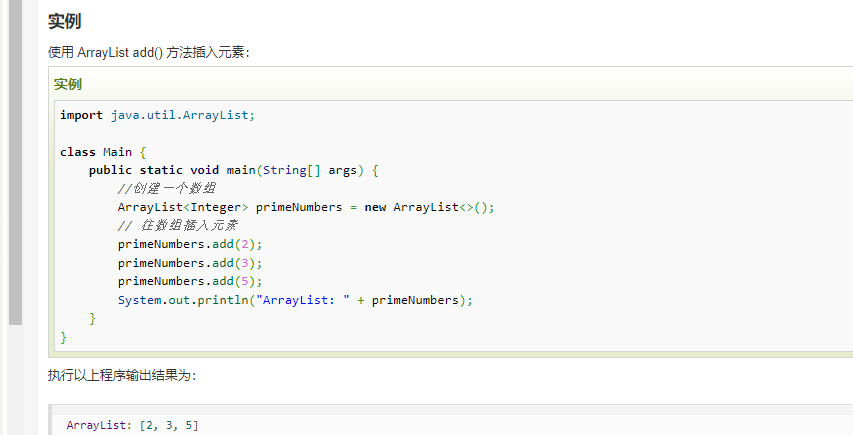 实例
使用 ArrayList add() 方法插入元素：
实例
import java.util.ArrayList;
class Main {
    public static void main(String[] args) {
        //创建一个数组
        ArrayList<Integer> primeNumbers = new ArrayList<>();
        // 往数组插入元素
        primeNumbers.add(2);
        primeNumbers.add(3);
        primeNumbers.add(5);
        System.out.println("ArrayList: " + primeNumbers);
    }
}
执行以上程序输出结果为：
ArrayList: [2, 3, 5]